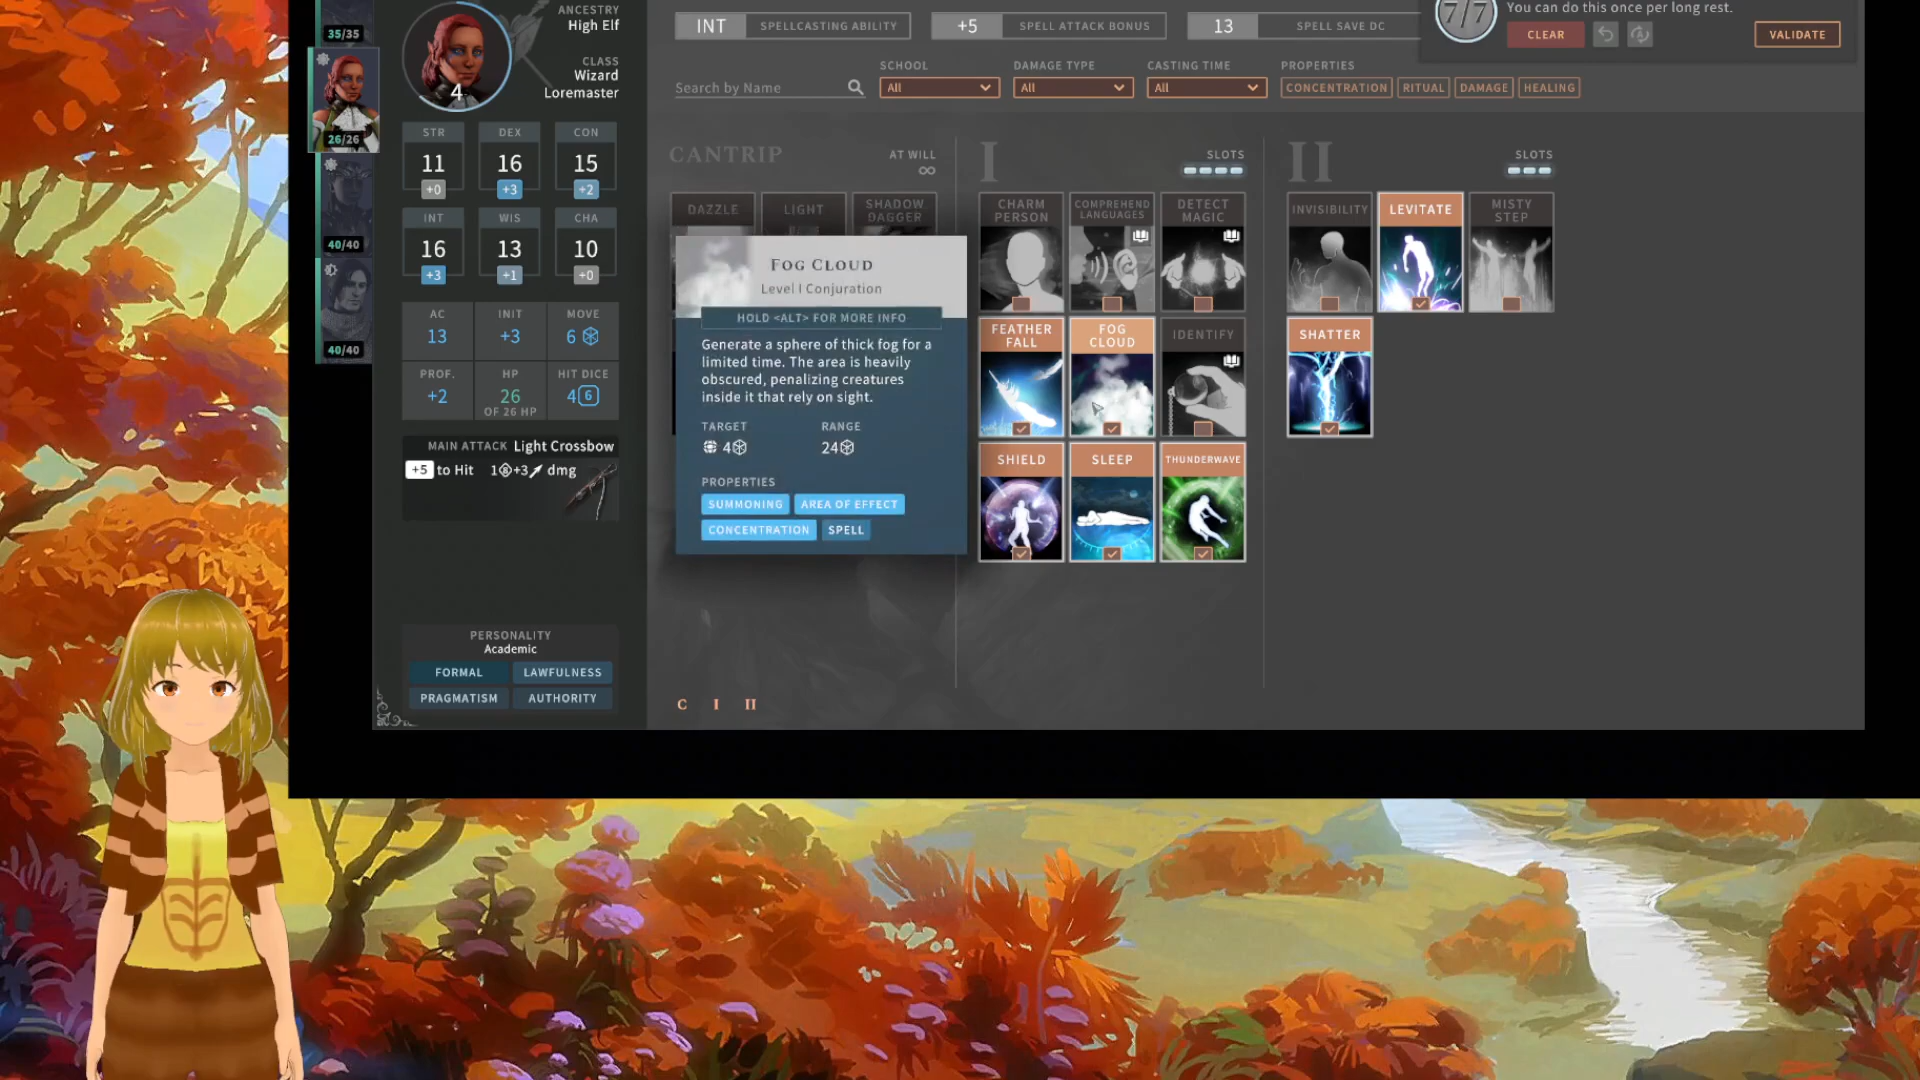 35/35
26/26
40/40
40/40
4
ANCESTRY
High Elf
CLASS
Wizard
Loremaster
STR
DEX
CON
11
16
15
+0
+3
+2
INT
WIS
CHA
16
13
10
+3
+1
+0
AC
INIT
MOVE
13
+3
6
PROF.
HP
HIT DICE
+2
26
OF 26 HP
4 6
MAIN ATTACK Light Crossbow
+5 to Hit 1 8 +3 dmg
PERSONALITY
Academic
FORMAL
LAWFULNESS
PRAGMATISM
AUTHORITY
INT SPELLCASTING ABILITY
+5 SPELL ATTACK BONUS
13 SPELL SAVE DC
7/7
You can do this once per long rest.
CLEAR
VALIDATE
Search by Name
SCHOOL
All
DAMAGE TYPE
All
CASTING TIME
All
PROPERTIES
CONCENTRATION
RITUAL
DAMAGE
HEALING
CANTRIP
AT WILL
∞
DAZZLE
LIGHT
SHADOW
DAGGER
FOG CLOUD
Level I Conjuration
HOLD <ALT> FOR MORE INFO
Generate a sphere of thick fog for a
limited time. The area is heavily
obscured, penalizing creatures
inside it that rely on sight.
TARGET
RANGE
4
24
PROPERTIES
SUMMONING
AREA OF EFFECT
CONCENTRATION
SPELL
C I II
I
SLOTS
CHARM
PERSON
COMPREHEND
LANGUAGES
DETECT
MAGIC
FEATHER
FALL
FOG
CLOUD
IDENTIFY
SHIELD
SLEEP
THUNDERWAVE
II
SLOTS
INVISIBILITY
LEVITATE
MISTY
STEP
SHATTER